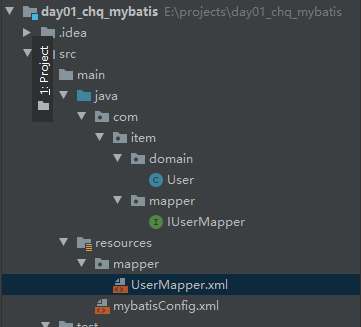 day01_chq_mybatis E:\projects\day01_chq_mybatis
.idea
src
1: Project
main
java
com
item
domain
User
mapper
IUserMapper
resources
mapper
UserMapper.xml
mybatisConfig.xml
test